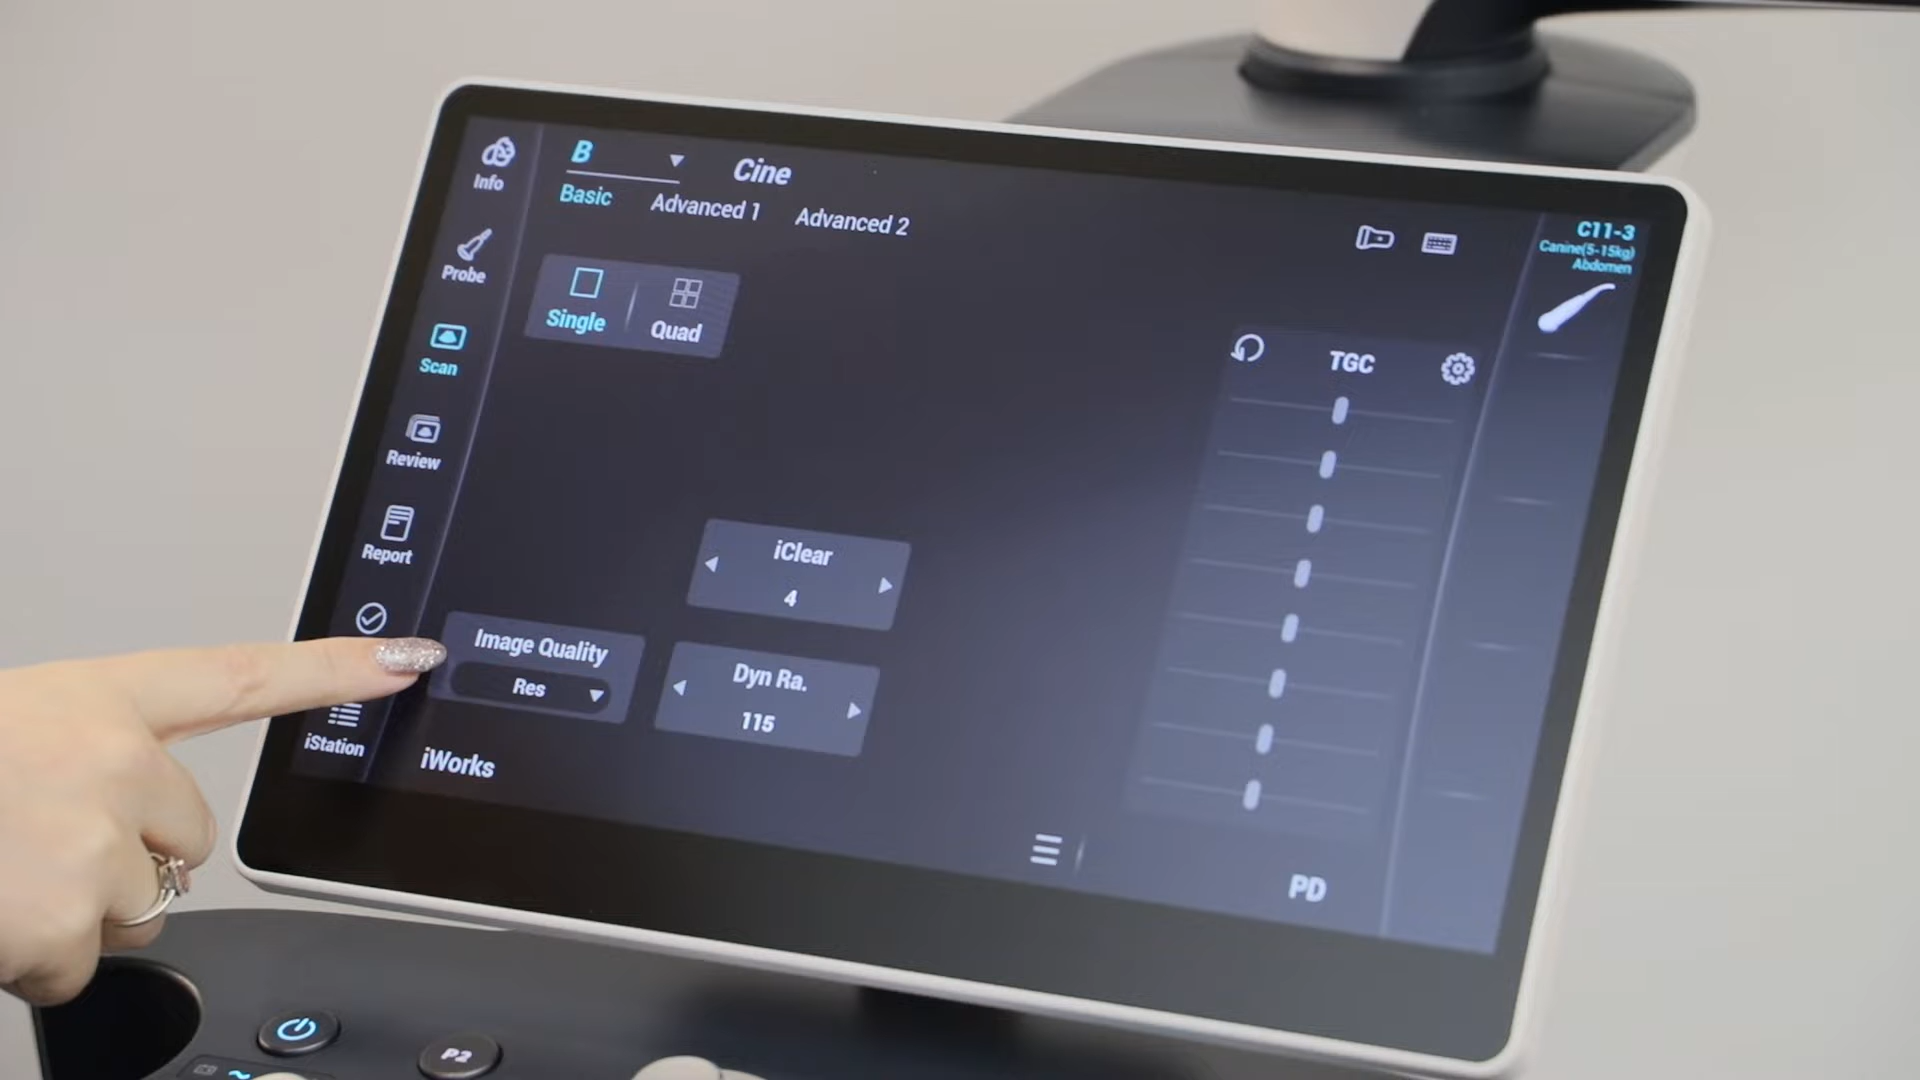 Info
Probe
Scan
Review
Report
iStation
B
Cine
Basic
Advanced 1
Advanced 2
Single
Quad
iClear
4
Image Quality
Res
Dyn Ra.
115
iWorks
TGC
PD
C11-3
Canine(5-15kg)
Abdomen
P2